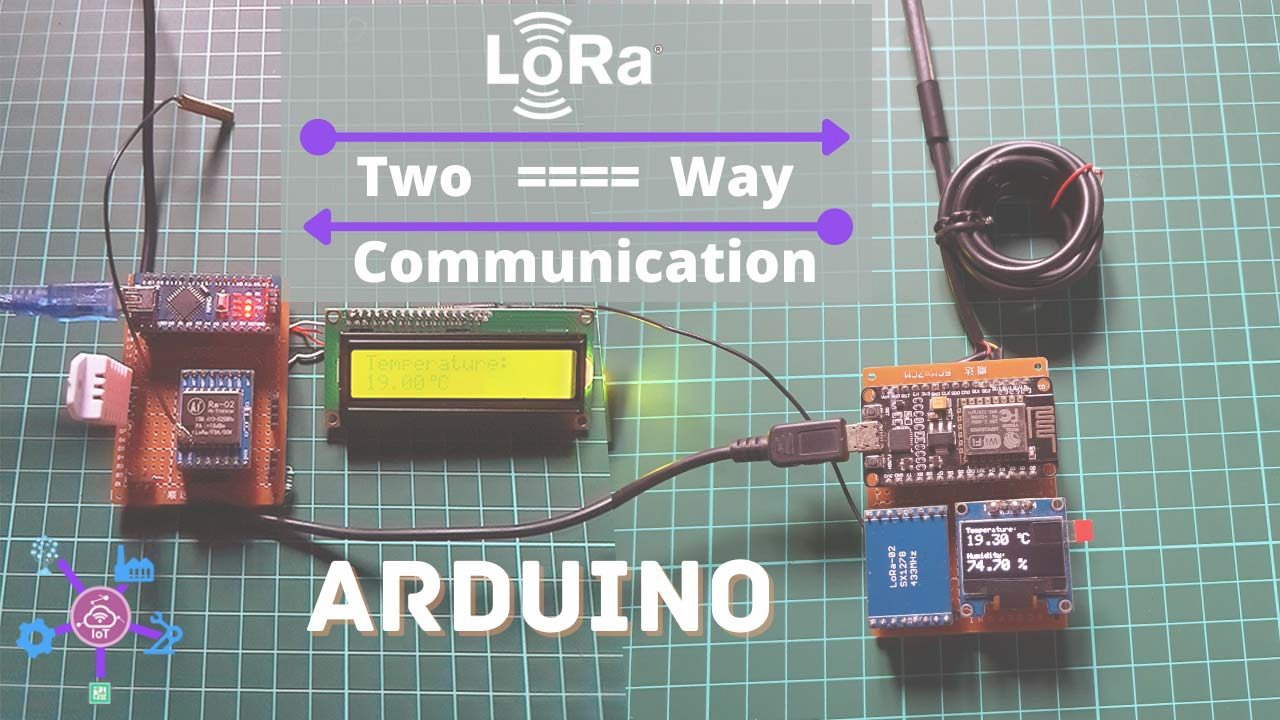 LoRa®
Two ==== Way
Communication
Temperature:
19.00°C
Ra-02
LoRa-02
SX1278
433MHz
WiFi
Temperature:
19.30 °C
Humidity:
74.70 %
ARDUINO
IoT